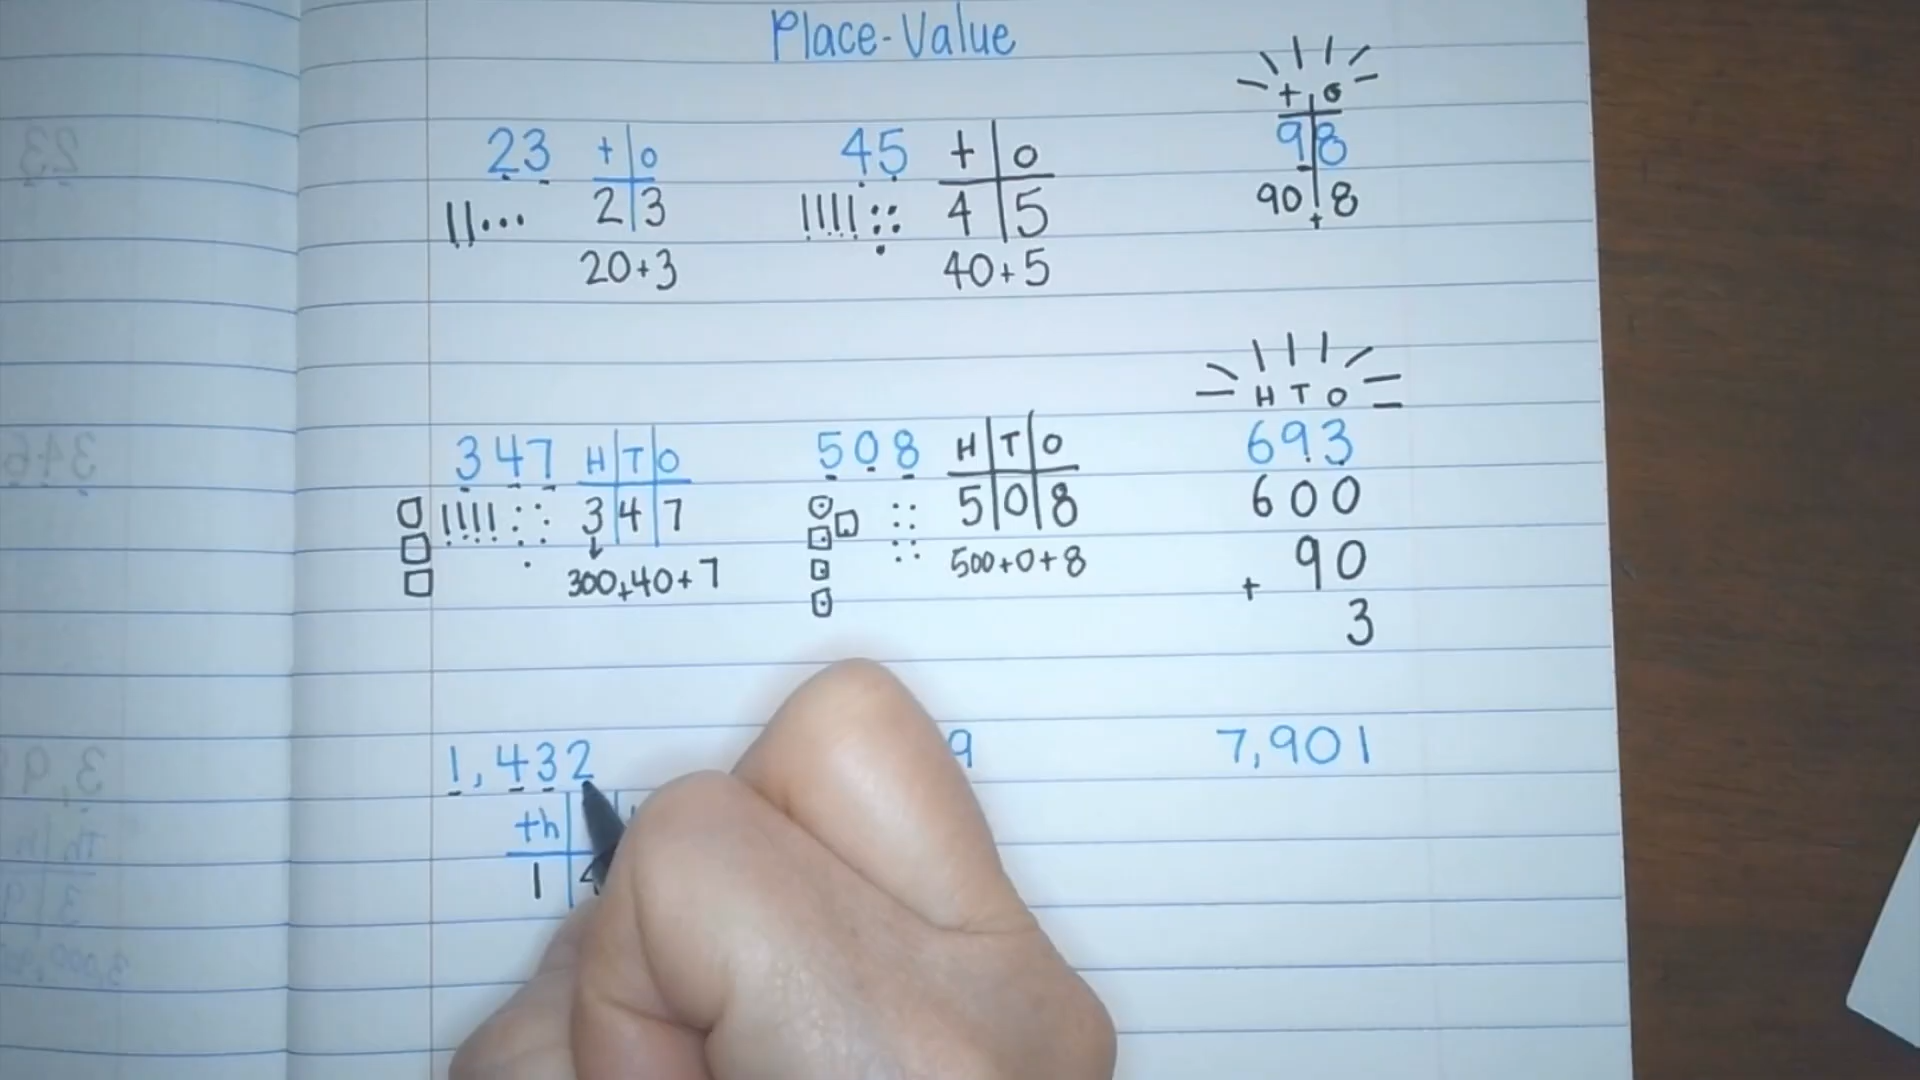 Place-Value
23 + | o
2 | 3
20+3
45 + | o
4 | 5
40+5
+ | o
9 | 8
90 + 8
347 H|T|O
3|4|7
300+40+7
508 H|T|O
5|0|8
500+0+8
H T O
693
600
90
+
3
1,432
th
1 | 4
9
7,901